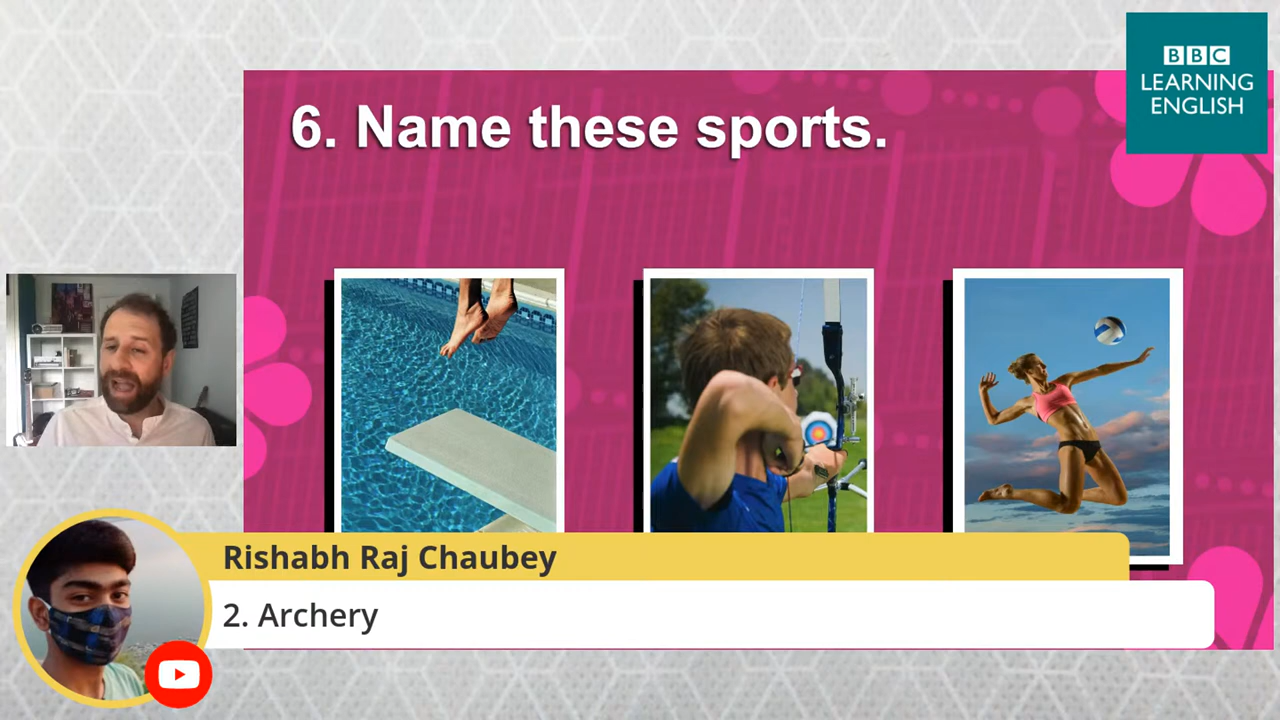 BBC
LEARNING
ENGLISH
6. Name these sports.
Rishabh Raj Chaubey
2. Archery